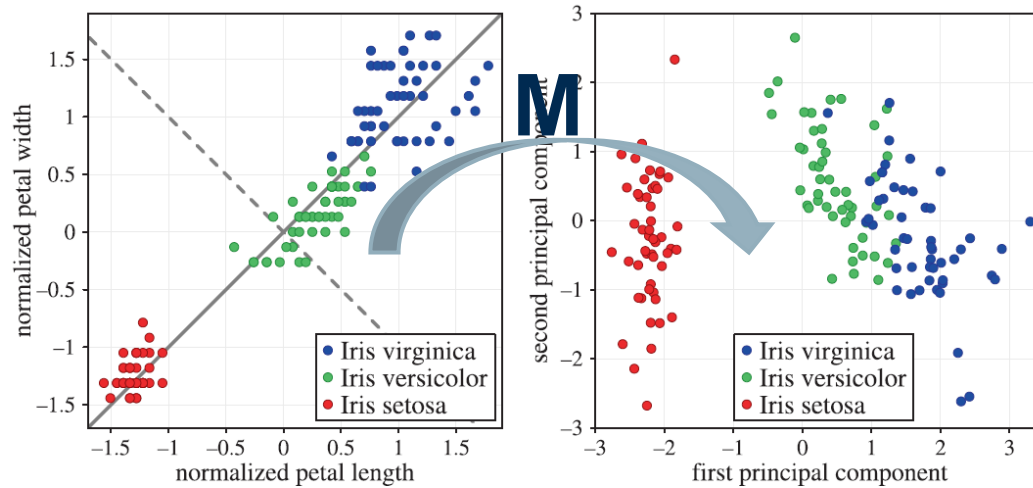 M
normalized petal width
1.5
1
0.5
0
−0.5
−1
−1.5
Iris virginica
Iris versicolor
Iris setosa
−1.5 −1 −0.5 0 0.5 1 1.5
normalized petal length
second principal component
3
2
1
0
−1
−2
−3
Iris virginica
Iris versicolor
Iris setosa
−3 −2 −1 0 1 2 3
first principal component